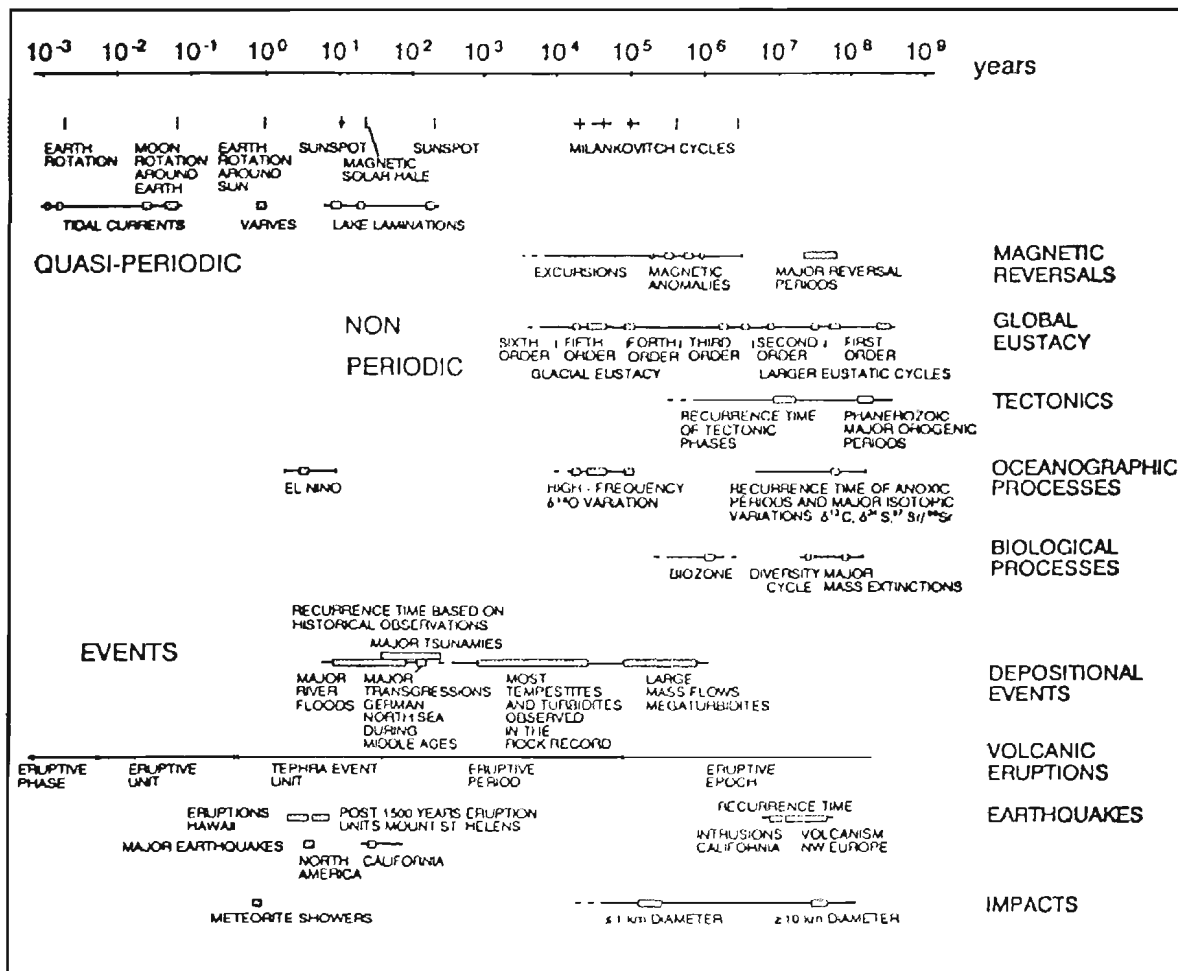 10⁻³ 10⁻² 10⁻¹ 10⁰ 10¹ 10² 10³ 10⁴ 10⁵ 10⁶ 10⁷ 10⁸ 10⁹ years
EARTH
ROTATION
MOON
ROTATION
AROUND
EARTH
EARTH
ROTATION
AROUND
SUN
SUNSPOT
MAGNETIC
SOLAR HALE
SUNSPOT
MILANKOVITCH CYCLES
TIDAL CURRENTS
VARVES
LAKE LAMINATIONS
QUASI-PERIODIC
EXCURSIONS
MAGNETIC
ANOMALIES
MAJOR REVERSAL
PERIODS
MAGNETIC
REVERSALS
NON
PERIODIC
SIXTH
ORDER
FIFTH
ORDER
FORTH
ORDER
THIRD
ORDER
SECOND
ORDER
FIRST
ORDER
GLACIAL EUSTACY
LARGER EUSTATIC CYCLES
GLOBAL
EUSTACY
RECURRENCE TIME
OF TECTONIC
PHASES
PHANEROZOIC
MAJOR OROGENIC
PERIODS
TECTONICS
EL NINO
HIGH - FREQUENCY
δ¹⁸O VARIATION
RECURRENCE TIME OF ANOXIC
PERIODS AND MAJOR ISOTOPIC
VARIATIONS δ¹³C, δ³⁴S, ⁸⁷Sr/⁸⁶Sr
OCEANOGRAPHIC
PROCESSES
BIOZONE
DIVERSITY
CYCLE
MAJOR
MASS EXTINCTIONS
BIOLOGICAL
PROCESSES
EVENTS
RECURRENCE TIME BASED ON
HISTORICAL OBSERVATIONS
MAJOR TSUNAMIES
MAJOR
RIVER
FLOODS
MAJOR
TRANSGRESSIONS
GERMAN
NORTH SEA
DURING
MIDDLE AGES
MOST
TEMPESTITES
AND TURBIDITES
OBSERVED
IN THE
ROCK RECORD
LARGE
MASS FLOWS
MEGATURBIDITES
DEPOSITIONAL
EVENTS
ERUPTIVE
PHASE
ERUPTIVE
UNIT
TEPHRA EVENT
UNIT
ERUPTIVE
PERIOD
ERUPTIVE
EPOCH
VOLCANIC
ERUPTIONS
ERUPTIONS
HAWAII
POST 1500 YEARS ERUPTION
UNITS MOUNT ST. HELENS
RECURRENCE TIME
INTRUSIONS
CALIFORNIA
VOLCANISM
NW EUROPE
EARTHQUAKES
MAJOR EARTHQUAKES
NORTH
AMERICA
CALIFORNIA
METEORITE SHOWERS
≤ 1 km DIAMETER
≥ 10 km DIAMETER
IMPACTS